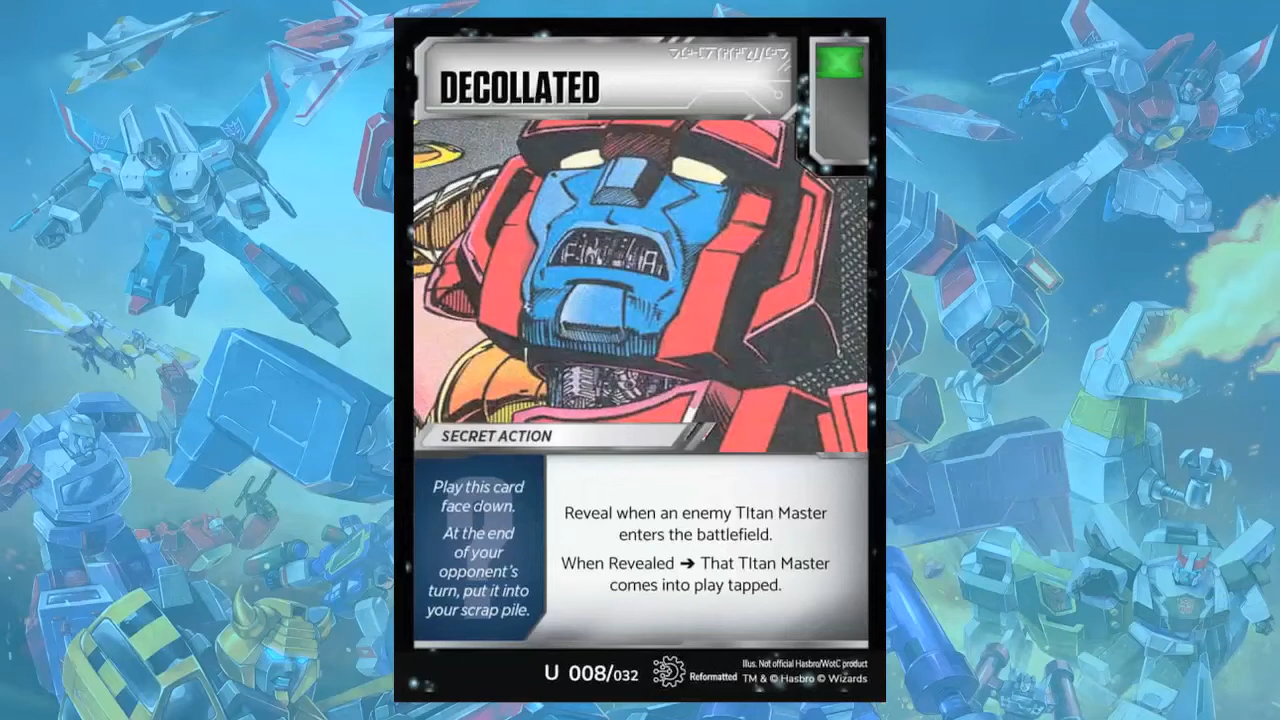 DECOLLATED
SECRET ACTION
Play this card
face down.
At the end
of your
opponent's
turn, put it into
your scrap pile.
Reveal when an enemy TItan Master
enters the battlefield.
When Revealed ➔ That TItan Master
comes into play tapped.
U 008/032
Reformatted
Illus. Not official Hasbro/WotC product
TM & © Hasbro © Wizards